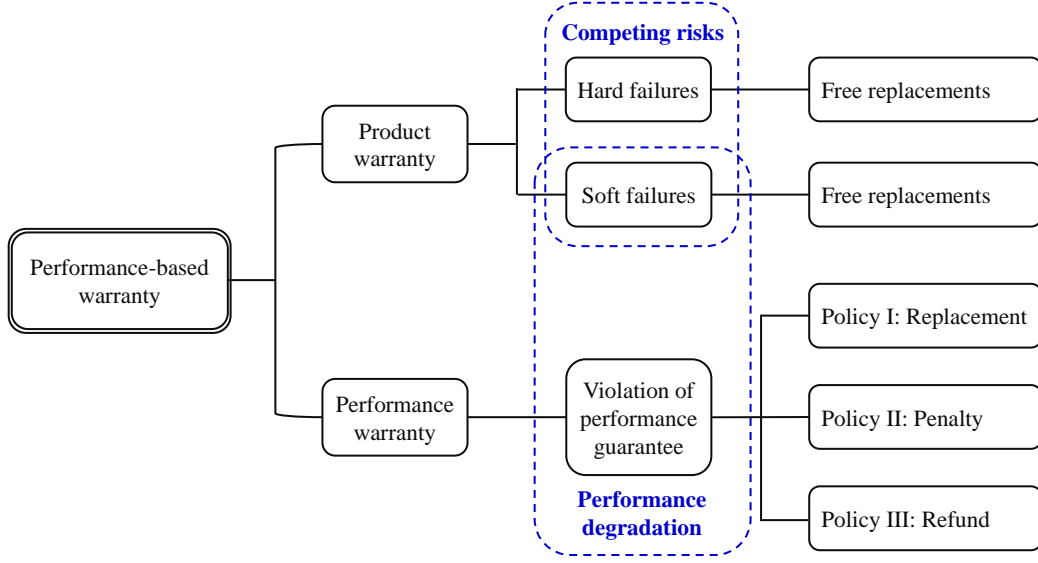 Competing risks
Hard failures
Free replacements
Product
warranty
Soft failures
Free replacements
Performance-based
warranty
Policy I: Replacement
Performance
warranty
Violation of
performance
guarantee
Policy II: Penalty
Performance
degradation
Policy III: Refund